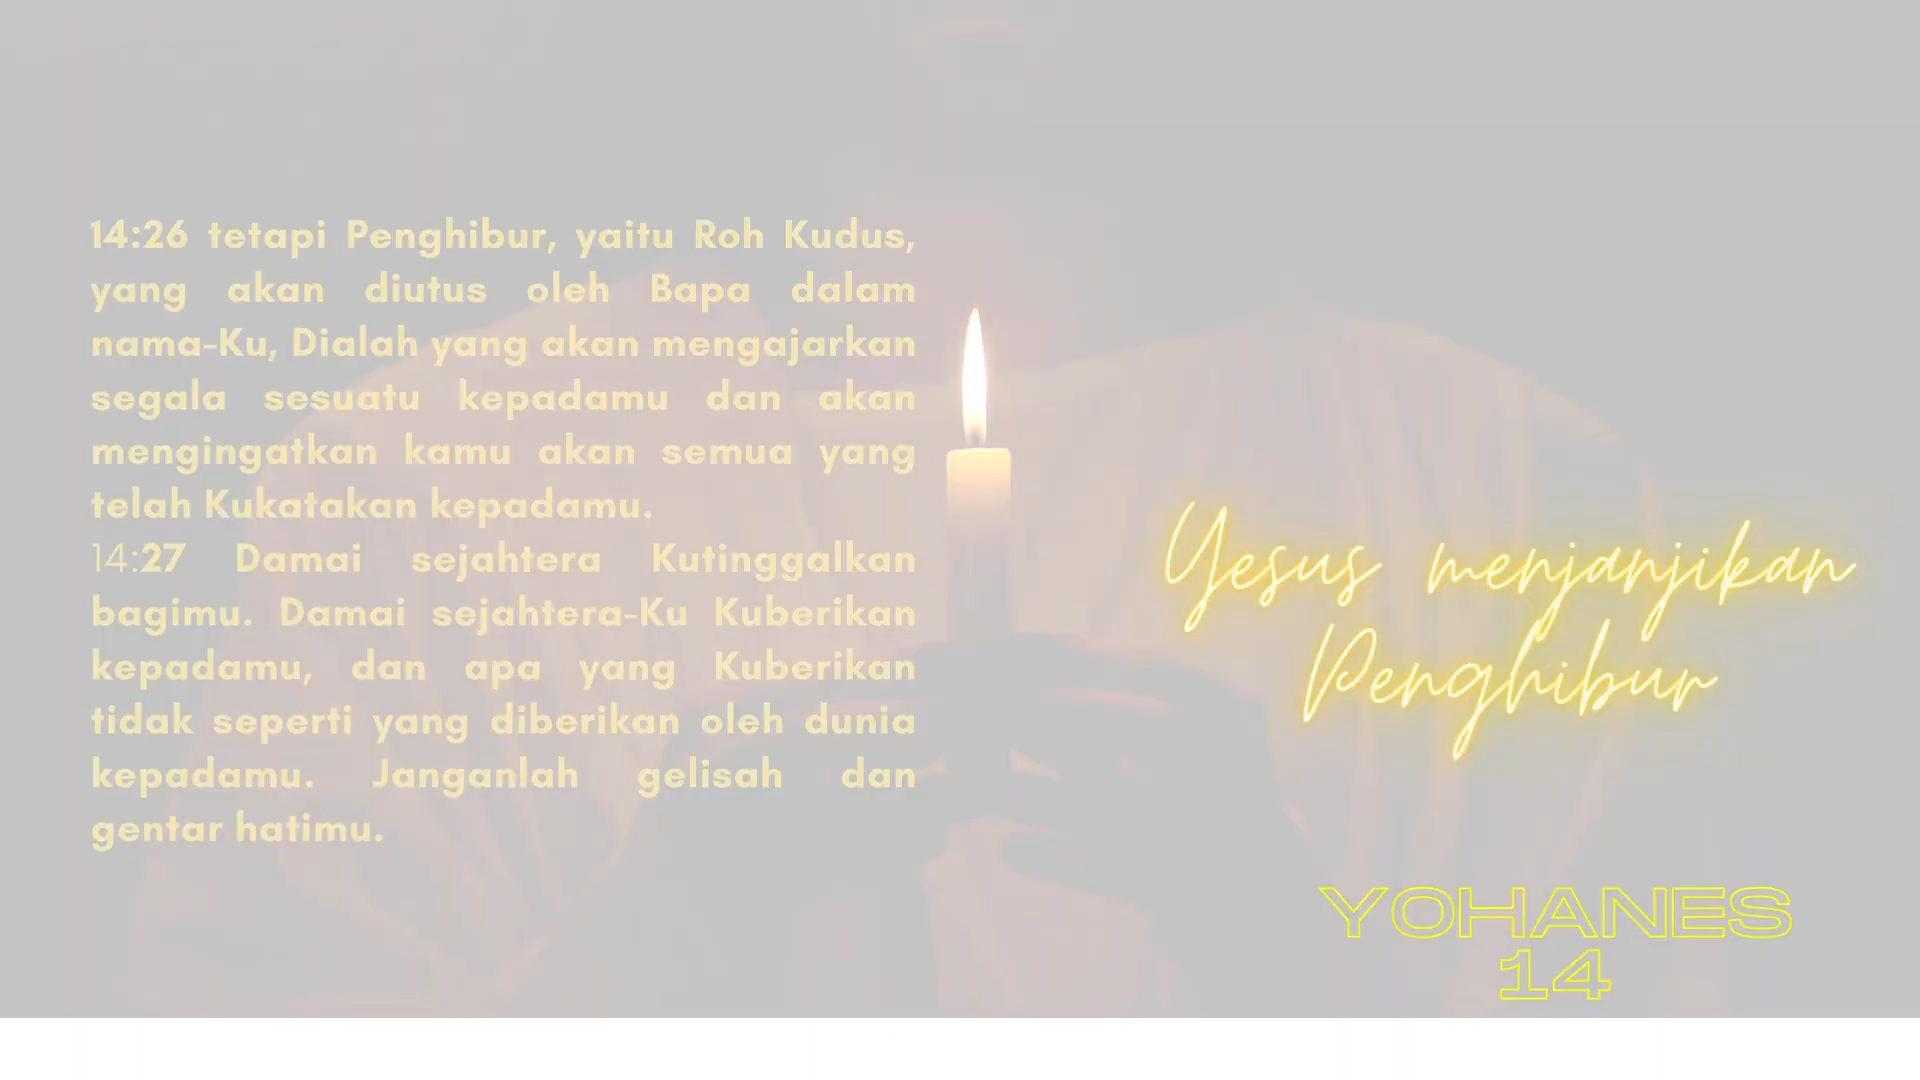 14:26 tetapi Penghibur, yaitu Roh Kudus,
yang akan diutus oleh Bapa dalam
nama-Ku, Dialah yang akan mengajarkan
segala sesuatu kepadamu dan akan
mengingatkan kamu akan semua yang
telah Kukatakan kepadamu.
14:27 Damai sejahtera Kutinggalkan
bagimu. Damai sejahtera-Ku Kuberikan
kepadamu, dan apa yang Kuberikan
tidak seperti yang diberikan oleh dunia
kepadamu. Janganlah gelisah dan
gentar hatimu.
Yesus menjanjikan
Penghibur
YOHANES
14